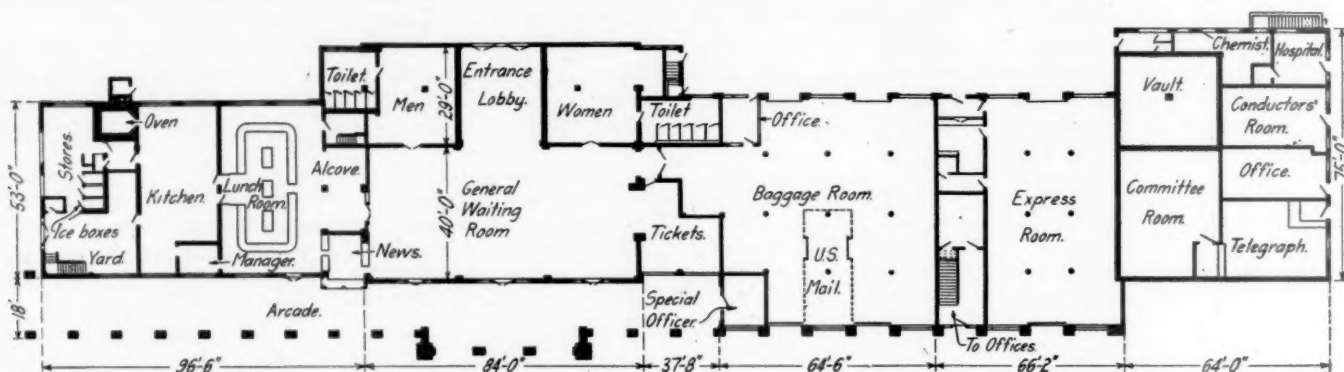 Toilet.
Men
29'-0"
Entrance
Lobby.
Women
Toilet
Office.
Chemist.
Hospital.
Vault.
Conductors'
Room.
75'-0"
Oven
Stores.
53'-0"
Kitchen.
Lunch
Room.
Alcove.
General
Waiting
Room
40'-0"
Tickets.
Baggage Room.
Express
Room.
Committee
Room.
Office.
Telegraph.
Ice boxes
Yard.
Manager.
News.
U.S.
Mail.
Special
Officer.
18'
Arcade.
To Offices.
96'-6"
84'-0"
37'-8"
64'-6"
66'-2"
64'-0"